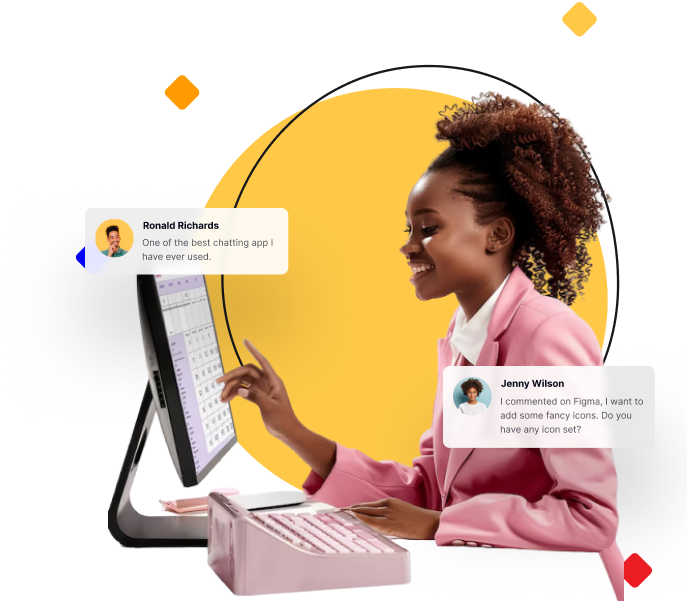 Ronald Richards
One of the best chatting app I
have ever used.
Jenny Wilson
I commented on Figma, I want to
add some fancy icons. Do you
have any icon set?